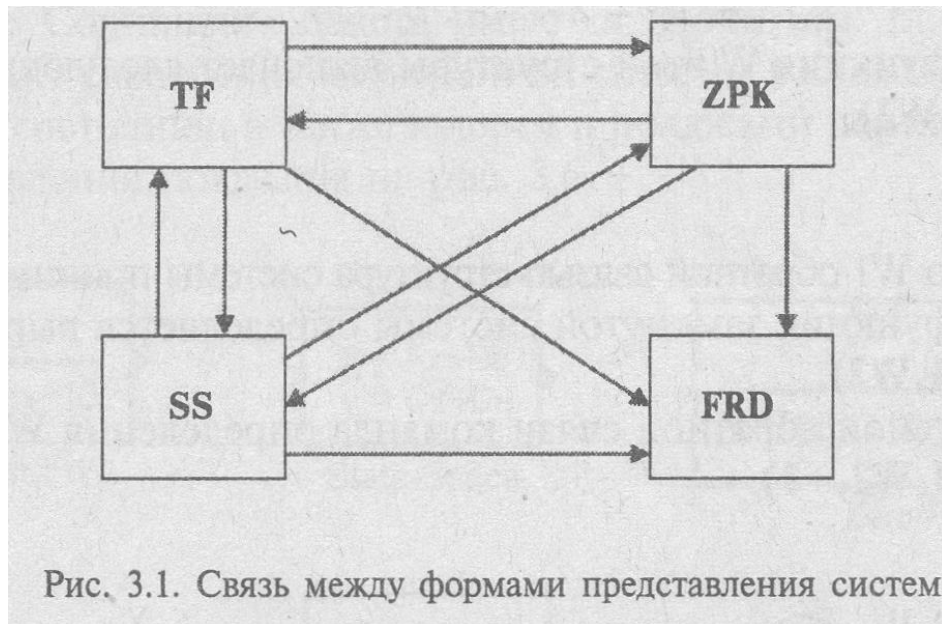 TF
ZPK
SS
FRD
Рис. 3.1. Связь между формами представления систем